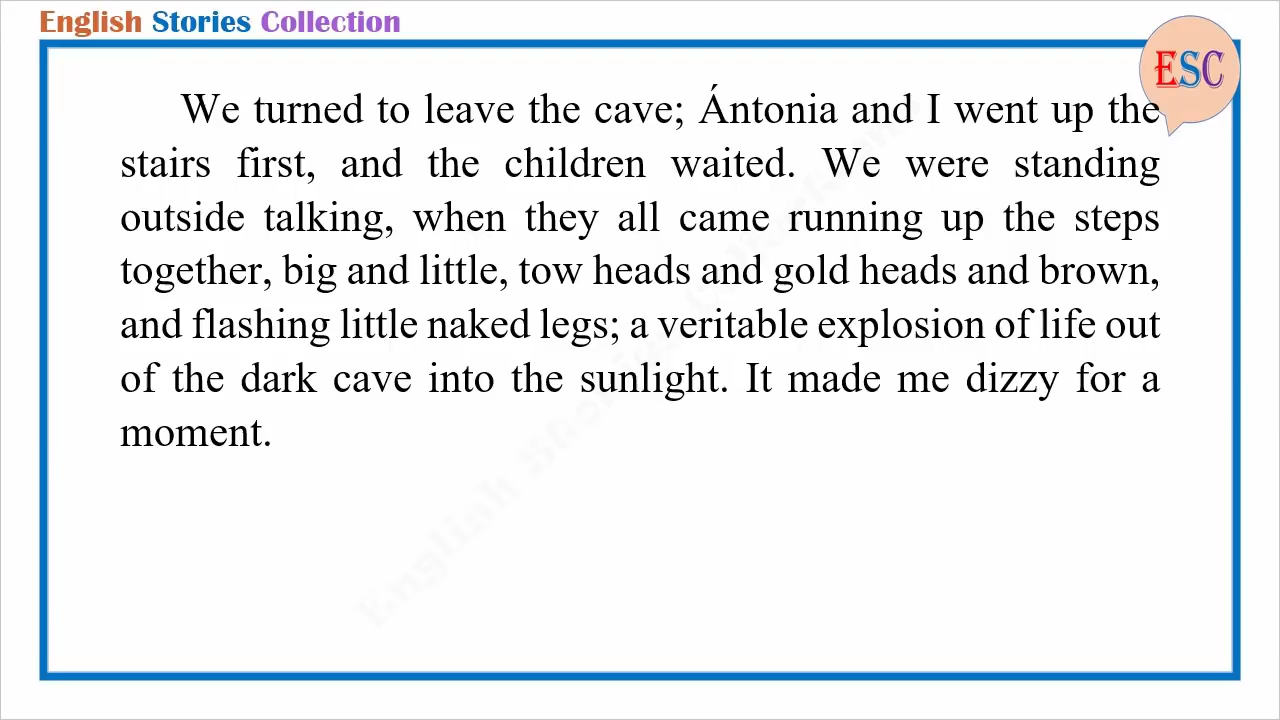 English Stories Collection
ESC
We turned to leave the cave; Ántonia and I went up the
stairs first, and the children waited. We were standing
outside talking, when they all came running up the steps
together, big and little, tow heads and gold heads and brown,
and flashing little naked legs; a veritable explosion of life out
of the dark cave into the sunlight. It made me dizzy for a
moment.